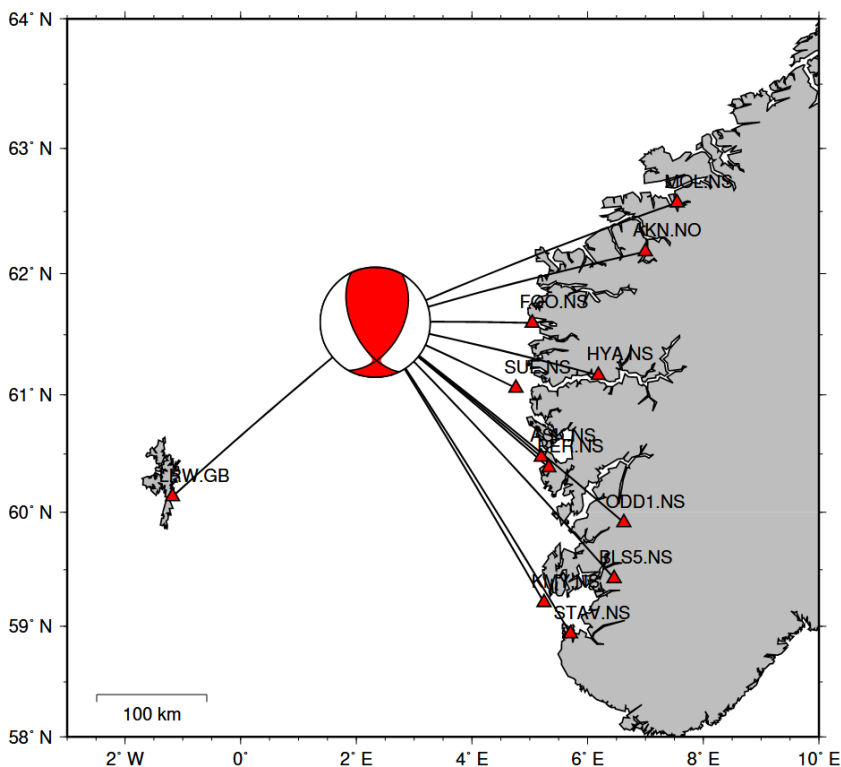 64° N
63° N
MOL.NS
AKN.NO
62° N
FOO.NS
HYA.NS
SUE.NS
61° N
ASK.NS
BER.NS
LRW.GB
ODD1.NS
60° N
BLS5.NS
KMY.NS
STAV.NS
59° N
100 km
58° N
2° W
0°
2° E
4° E
6° E
8° E
10° E